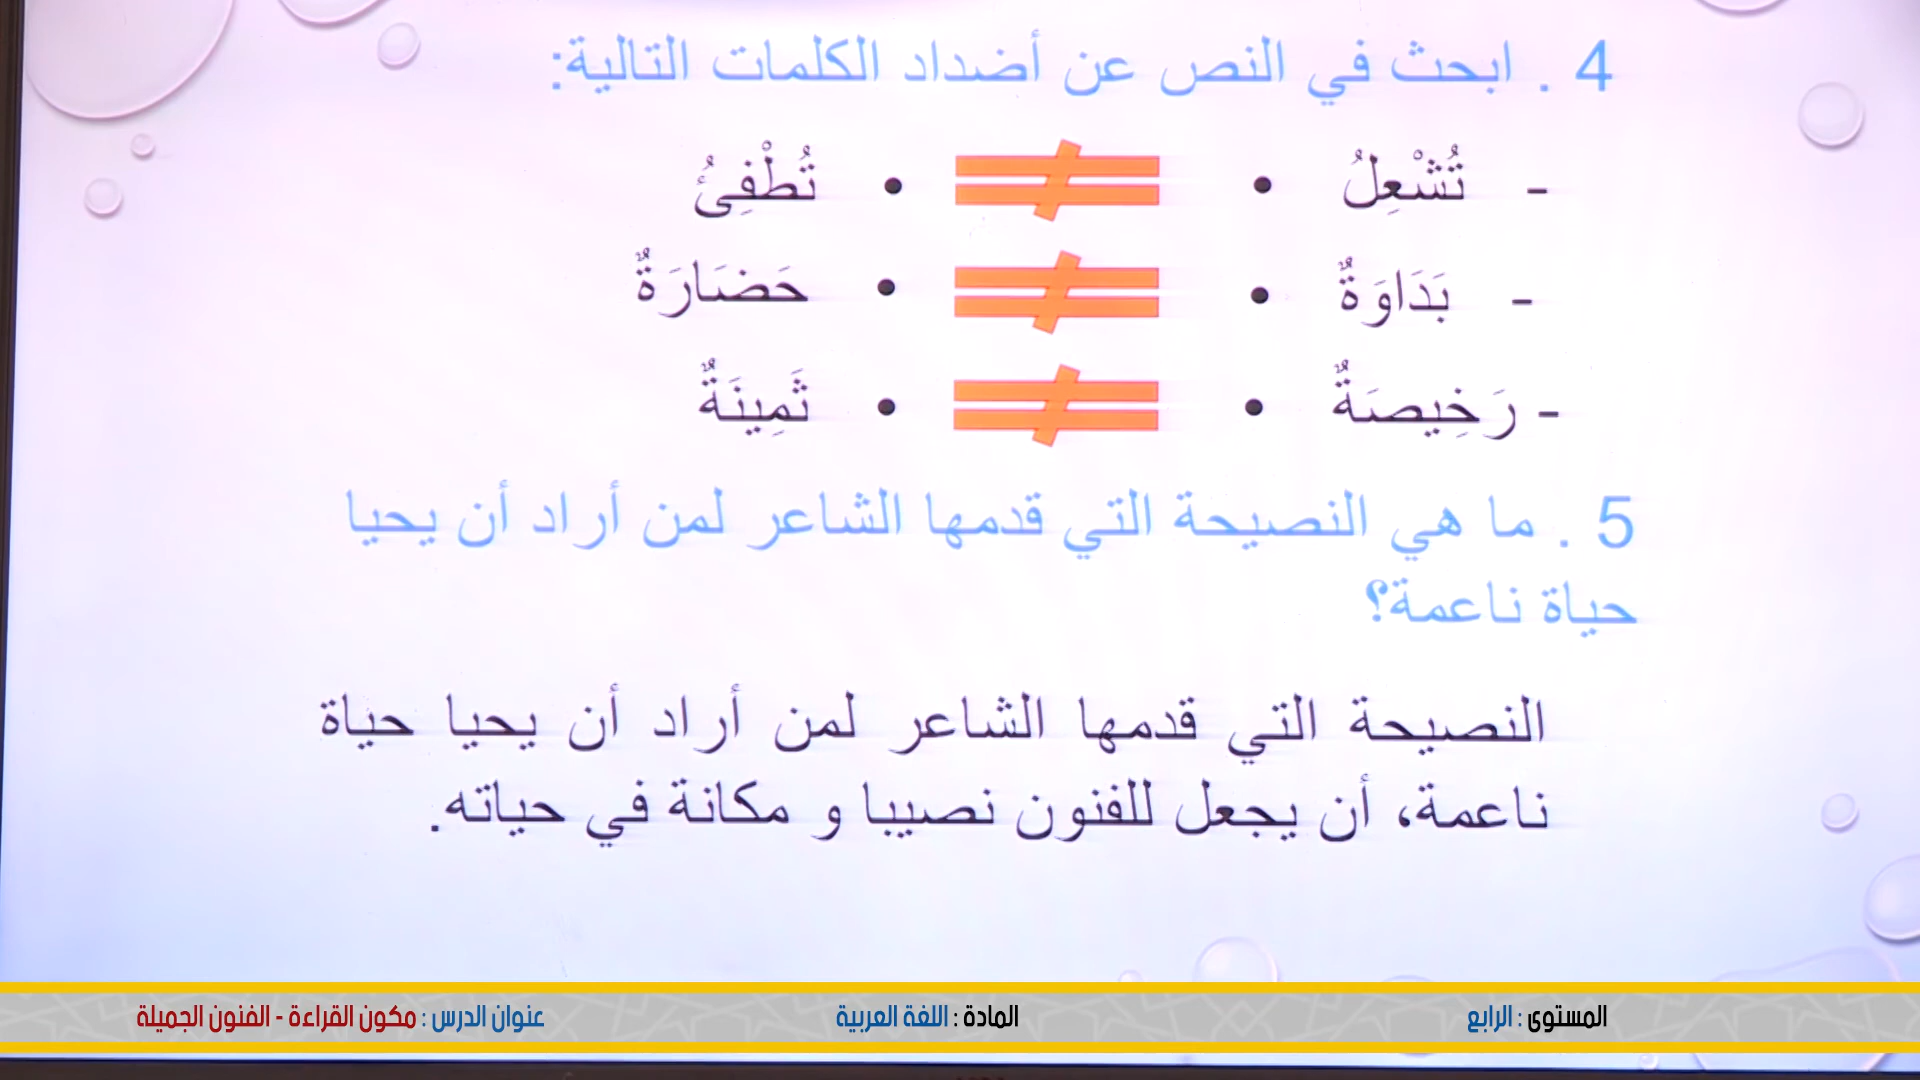 4 . ابحث في النص عن أضداد الكلمات التالية:
- تُشْعِلُ • ≠ • تُطْفِئُ
- بَدَاوَةٌ • ≠ • حَضَارَةٌ
- رَخِيصَةٌ • ≠ • ثَمِينَةٌ
5 . ما هي النصيحة التي قدمها الشاعر لمن أراد أن يحيا
حياة ناعمة؟
النصيحة التي قدمها الشاعر لمن أراد أن يحيا حياة
ناعمة، أن يجعل للفنون نصيبا و مكانة في حياته.
المستوى : الرابع المادة : اللغة العربية عنوان الدرس : مكون القراءة - الفنون الجميلة